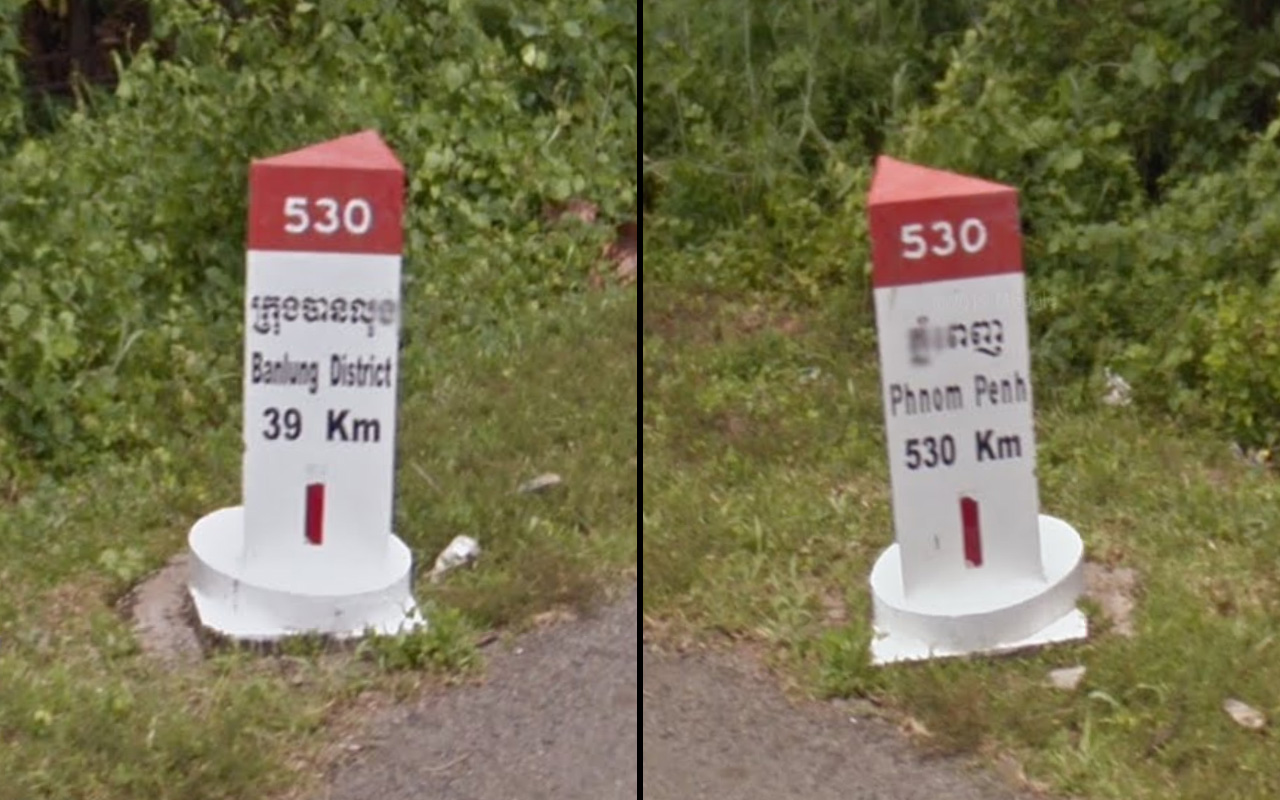 530
ក្រុងបានលុង
Banlung District
39 Km
530
Phnom Penh
530 Km